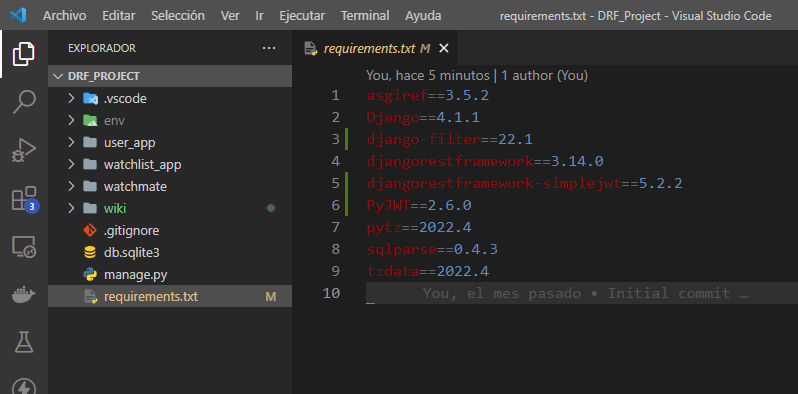 Archivo Editar Selección Ver Ir Ejecutar Terminal Ayuda requirements.txt - DRF_Project - Visual Studio Code
EXPLORADOR ···
DRF_PROJECT
.vscode
env
user_app
watchlist_app
watchmate
wiki
.gitignore
db.sqlite3
manage.py
requirements.txt M
3
requirements.txt M
You, hace 5 minutos | 1 author (You)
1 asgiref==3.5.2
2 Django==4.1.1
3 django-filter==22.1
4 djangorestframework==3.14.0
5 djangorestframework-simplejwt==5.2.2
6 PyJWT==2.6.0
7 pytz==2022.4
8 sqlparse==0.4.3
9 tzdata==2022.4
10 You, el mes pasado • Initial commit …